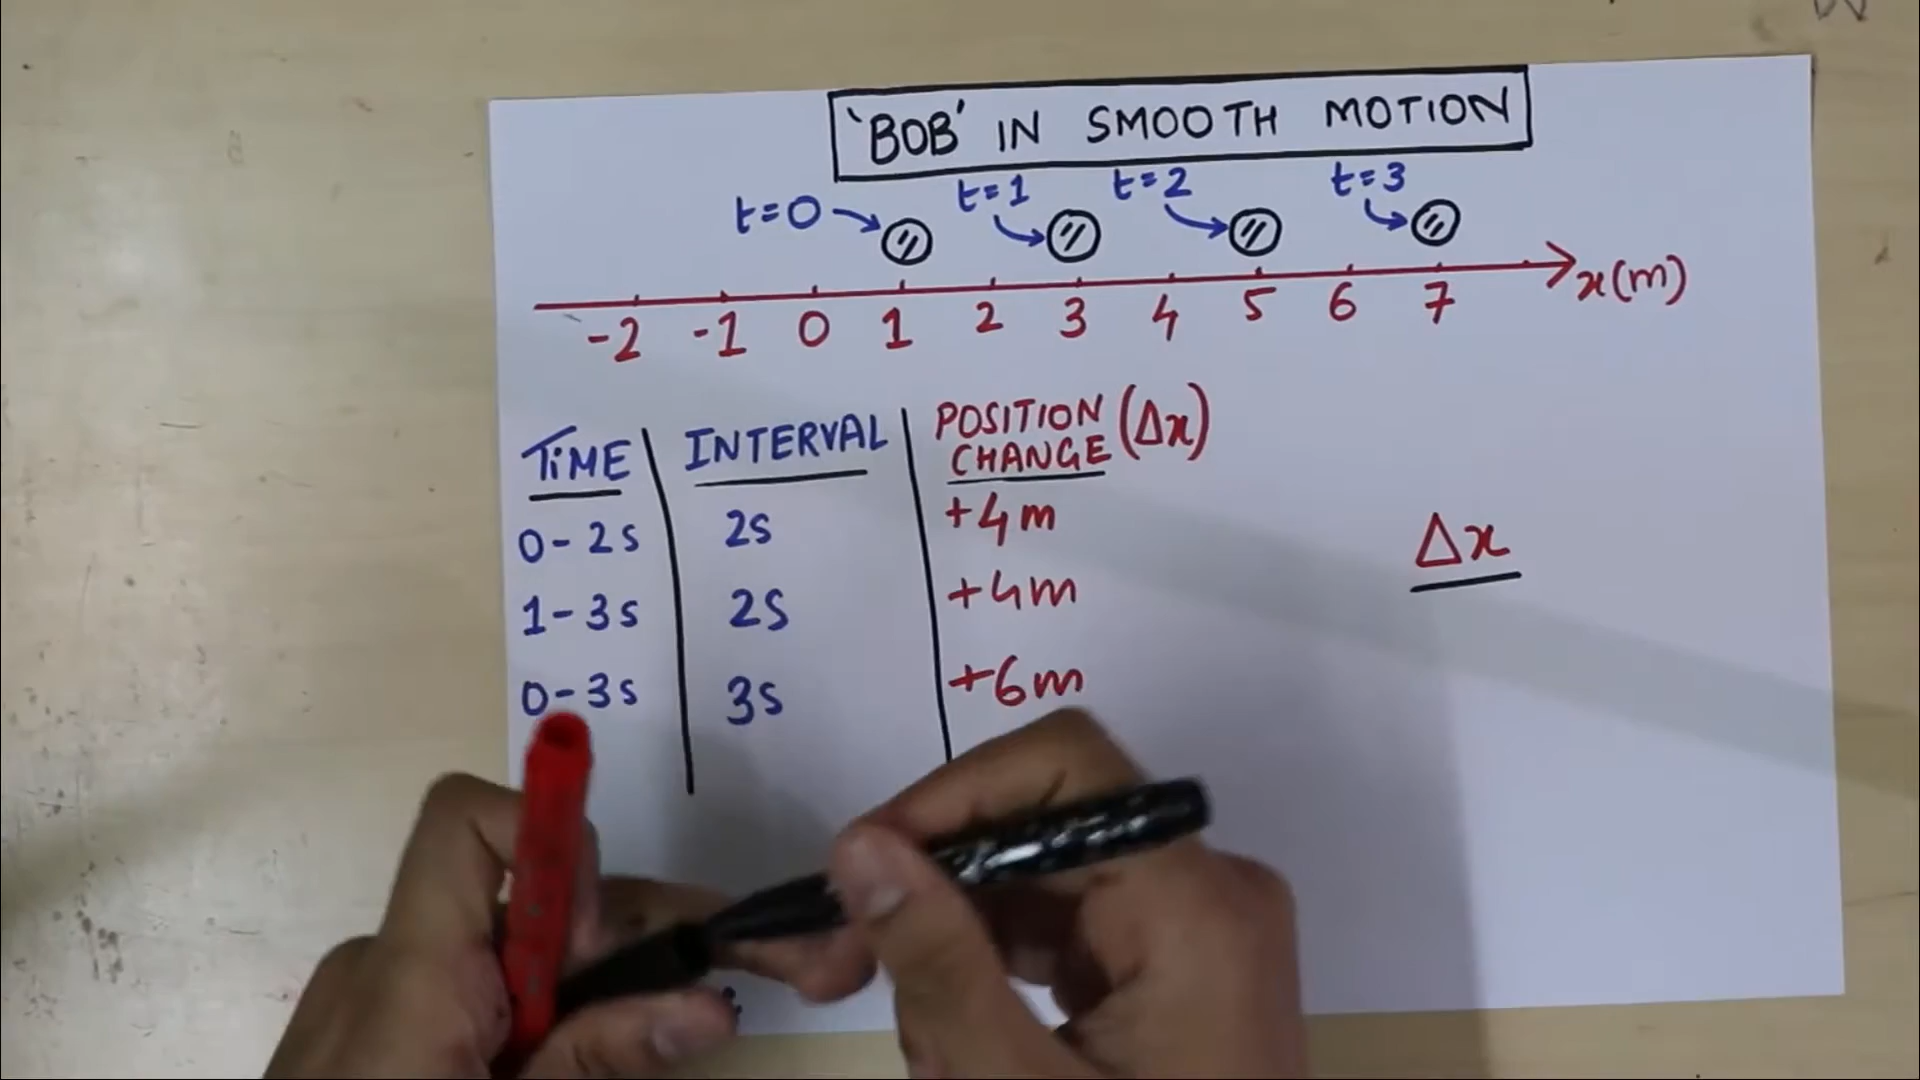 ‘BOB’ IN SMOOTH MOTION
t=0 t=1 t=2 t=3
-2 -1 0 1 2 3 4 5 6 7 x(m)
TIME INTERVAL POSITION CHANGE (Δx)
0-2s 2s +4m
1-3s 2s +4m
0-3s 3s +6m
Δx